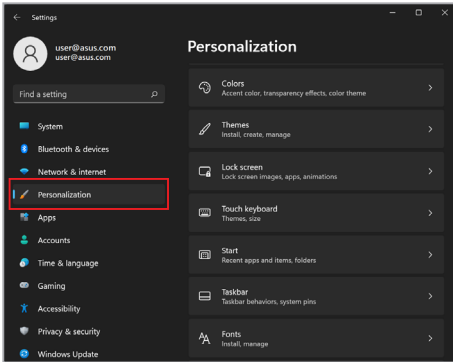 Settings
user@asus.com
user@asus.com
Find a setting
System
Bluetooth & devices
Network & internet
Personalization
Apps
Accounts
Time & language
Gaming
Accessibility
Privacy & security
Windows Update
Personalization
Colors
Accent color, transparency effects, color theme
Themes
Install, create, manage
Lock screen
Lock screen images, apps, animations
Touch keyboard
Themes, size
Start
Recent apps and items, folders
Taskbar
Taskbar behaviors, system pins
AA
Fonts
Install, manage